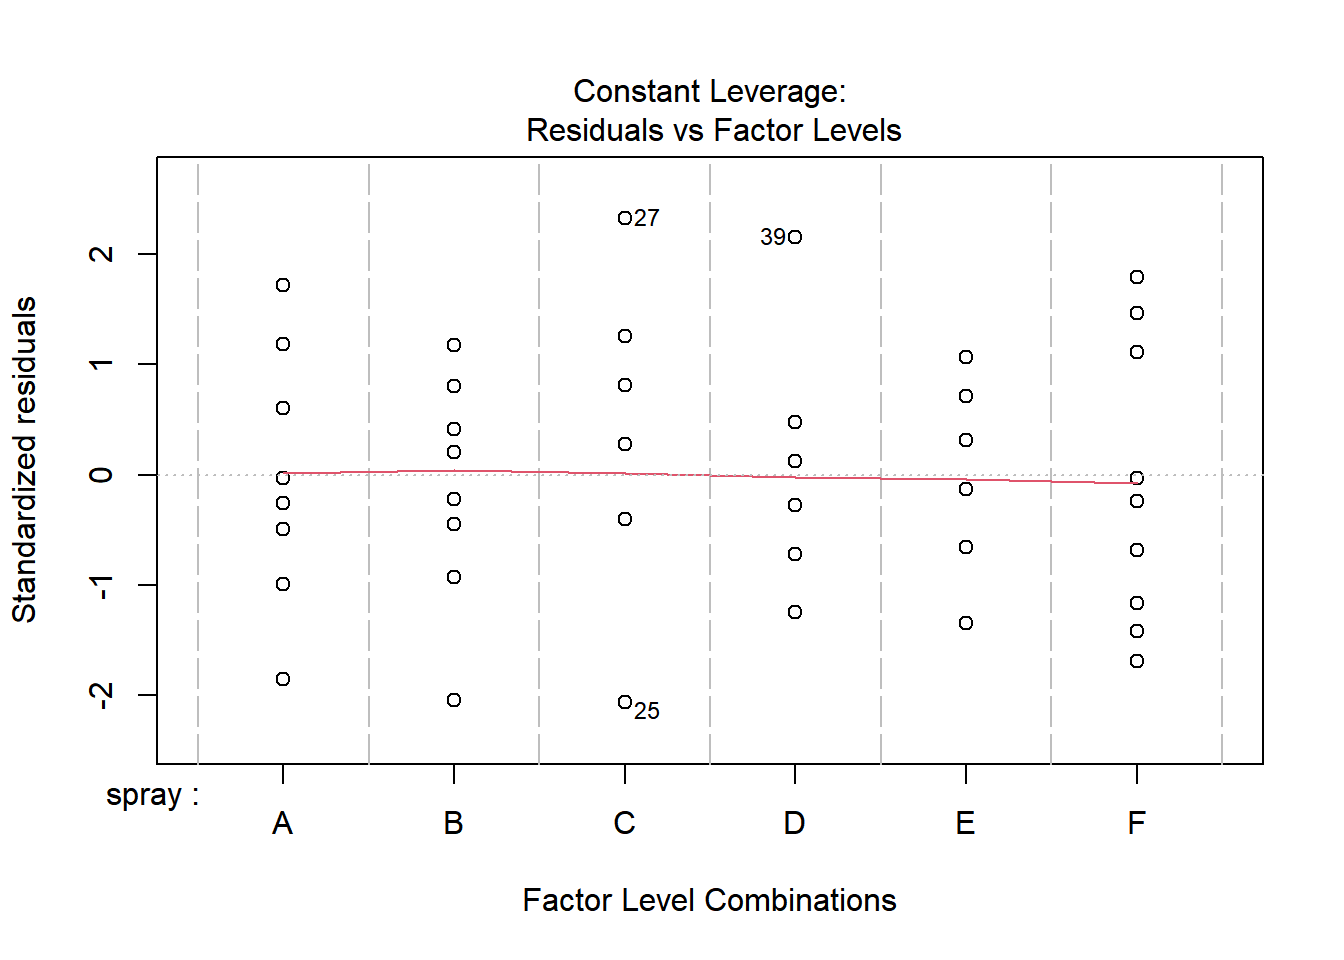 Constant Leverage:
Residuals vs Factor Levels
Standardized residuals
2
1
0
-1
-2
27
39
25
spray :
A B C D E F
Factor Level Combinations